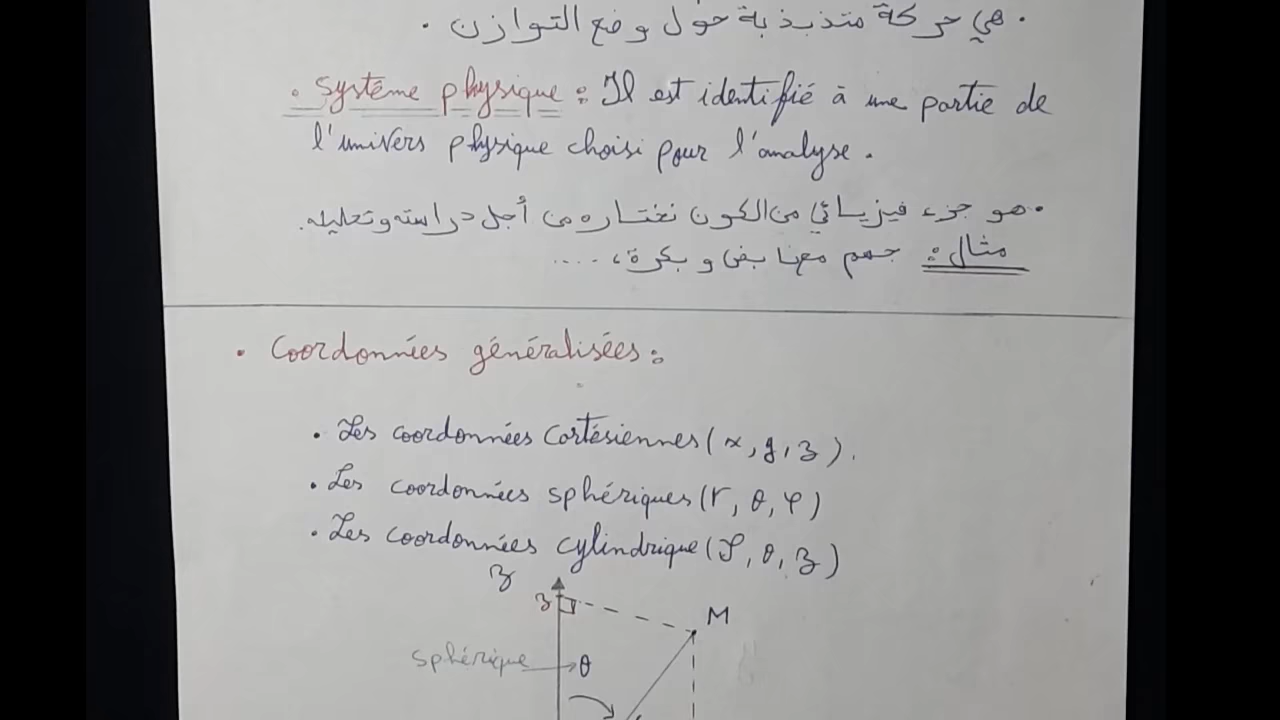 . هي حركة متذبذبة حول وضع التوازن .
. Système physique : Il est identifié à une partie de
l'univers physique choisi pour l'analyse .
. هو جزء فيزيائي من الكون نختاره من أجل دراسته وتحليله.
مثال : جسم معزنا بض و بكرة، ....
. Coordonnées généralisées :
. Les coordonnées Cartésiennes (x, y, z) .
. Les coordonnées sphériques (r, θ, φ)
. Les coordonnées cylindrique (ρ, θ, z)
z
z
M
sphérique
θ